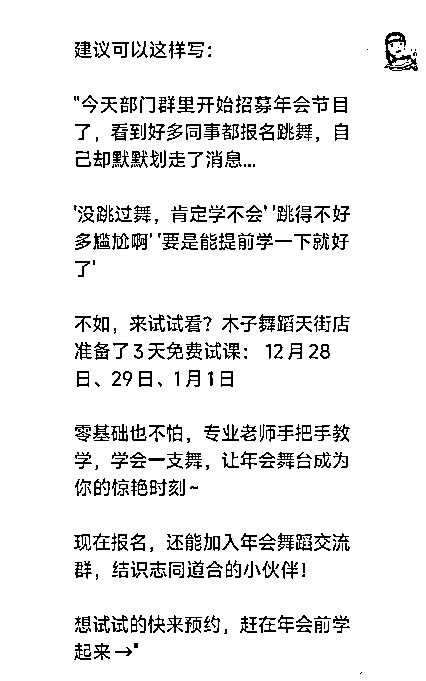 建议可以这样写：
"今天部门群里开始招募年会节目
了，看到好多同事都报名跳舞，自
己却默默划走了消息...
'没跳过舞，肯定学不会' '跳得不好
多尴尬啊' '要是能提前学一下就好
了'
不如，来试试看？木子舞蹈天街店
准备了3天免费试课： 12月28
日、29日、1月1日
零基础也不怕，专业老师手把手教
学，学会一支舞，让年会舞台成为
你的惊艳时刻~
现在报名，还能加入年会舞蹈交流
群，结识志同道合的小伙伴！
想试试的快来预约，赶在年会前学
起来→"